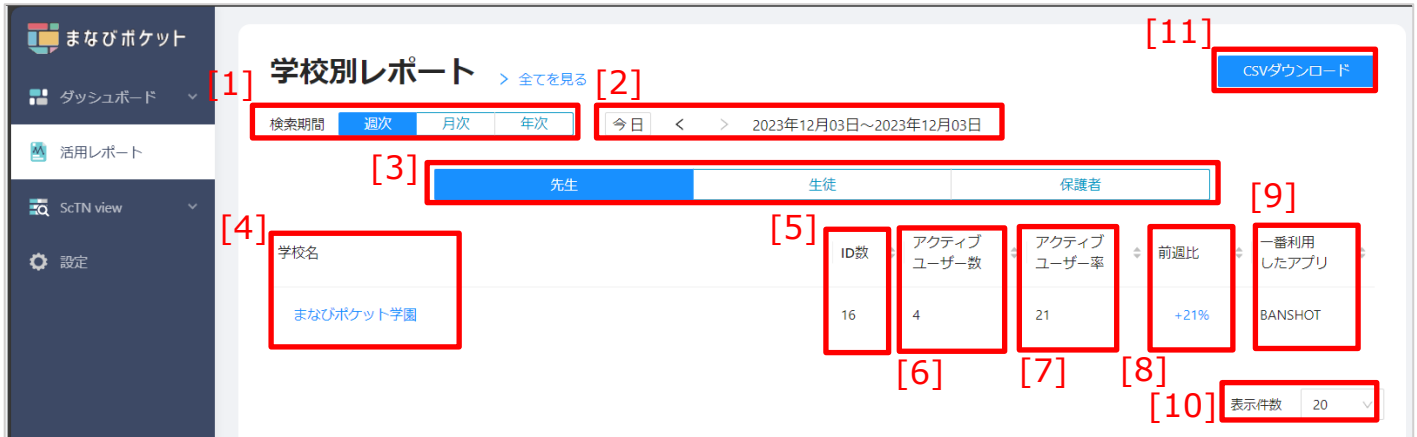 まなびポケット
[11]
学校別レポート > 全てを見る
CSVダウンロード
[1]
[2]
ダッシュボード
検索期間 週次 月次 年次 今日 < > 2023年12月03日～2023年12月03日
活用レポート
[3]
先生 生徒 保護者
ScTN view
[9]
[4]
[5]
学校名 ID数 アクティブ
ユーザー数 アクティブ
ユーザー率 前週比 一番利用
したアプリ
設定
まなびポケット学園 16 4 21 +21% BANSHOT
[6] [7] [8]
[10] 表示件数 20